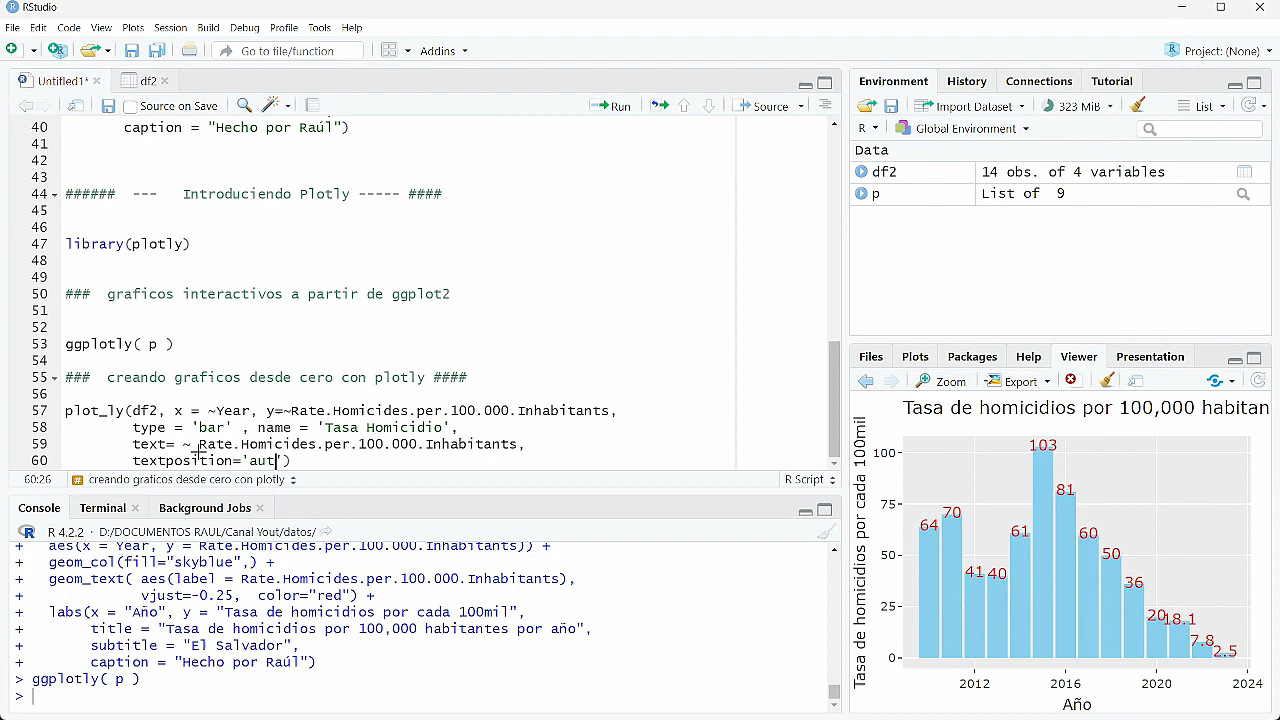 RStudio
File Edit Code View Plots Session Build Debug Profile Tools Help
Go to file/function Addins Project: (None)
Untitled1* df2
Source on Save Run Source
40 caption = "Hecho por Raúl")
41
42
43
44 ###### --- Introduciendo Plotly ----- ####
45
46
47 library(plotly)
48
49
50 ### graficos interactivos a partir de ggplot2
51
52
53 ggplotly( p )
54
55 ### creando graficos desde cero con plotly ####
56
57 plot_ly(df2, x = ~Year, y=~Rate.Homicides.per.100.000.Inhabitants,
58 type = 'bar' , name = 'Tasa Homicidio',
59 text= ~ Rate.Homicides.per.100.000.Inhabitants,
60 textposition='aut')
60:26 creando graficos desde cero con plotly R Script
Console Terminal Background Jobs
R 4.2.2 · D:/DOCUMENTOS RAUL/Canal Yout/datos/
+ aes(x = Year, y = Rate.Homicides.per.100.000.Inhabitants)) +
+ geom_col(fill="skyblue",) +
+ geom_text( aes(label = Rate.Homicides.per.100.000.Inhabitants),
+ vjust=-0.25, color="red") +
+ labs(x = "Año", y = "Tasa de homicidios por cada 100mil",
+ title = "Tasa de homicidios por 100,000 habitantes por año",
+ subtitle = "El Salvador",
+ caption = "Hecho por Raúl")
> ggplotly( p )
>
Environment History Connections Tutorial
Import Dataset 323 MiB List
R Global Environment
Data
df2 14 obs. of 4 variables
p List of 9
Files Plots Packages Help Viewer Presentation
Zoom Export
Tasa de homicidios por 100,000 habitan
Tasa de homicidios por cada 100mil
100
75
50
25
0
64 70 41 40 61 103 81 60 50 36 20 18.1 7.8 2.5
2012 2016 2020 2024
Año